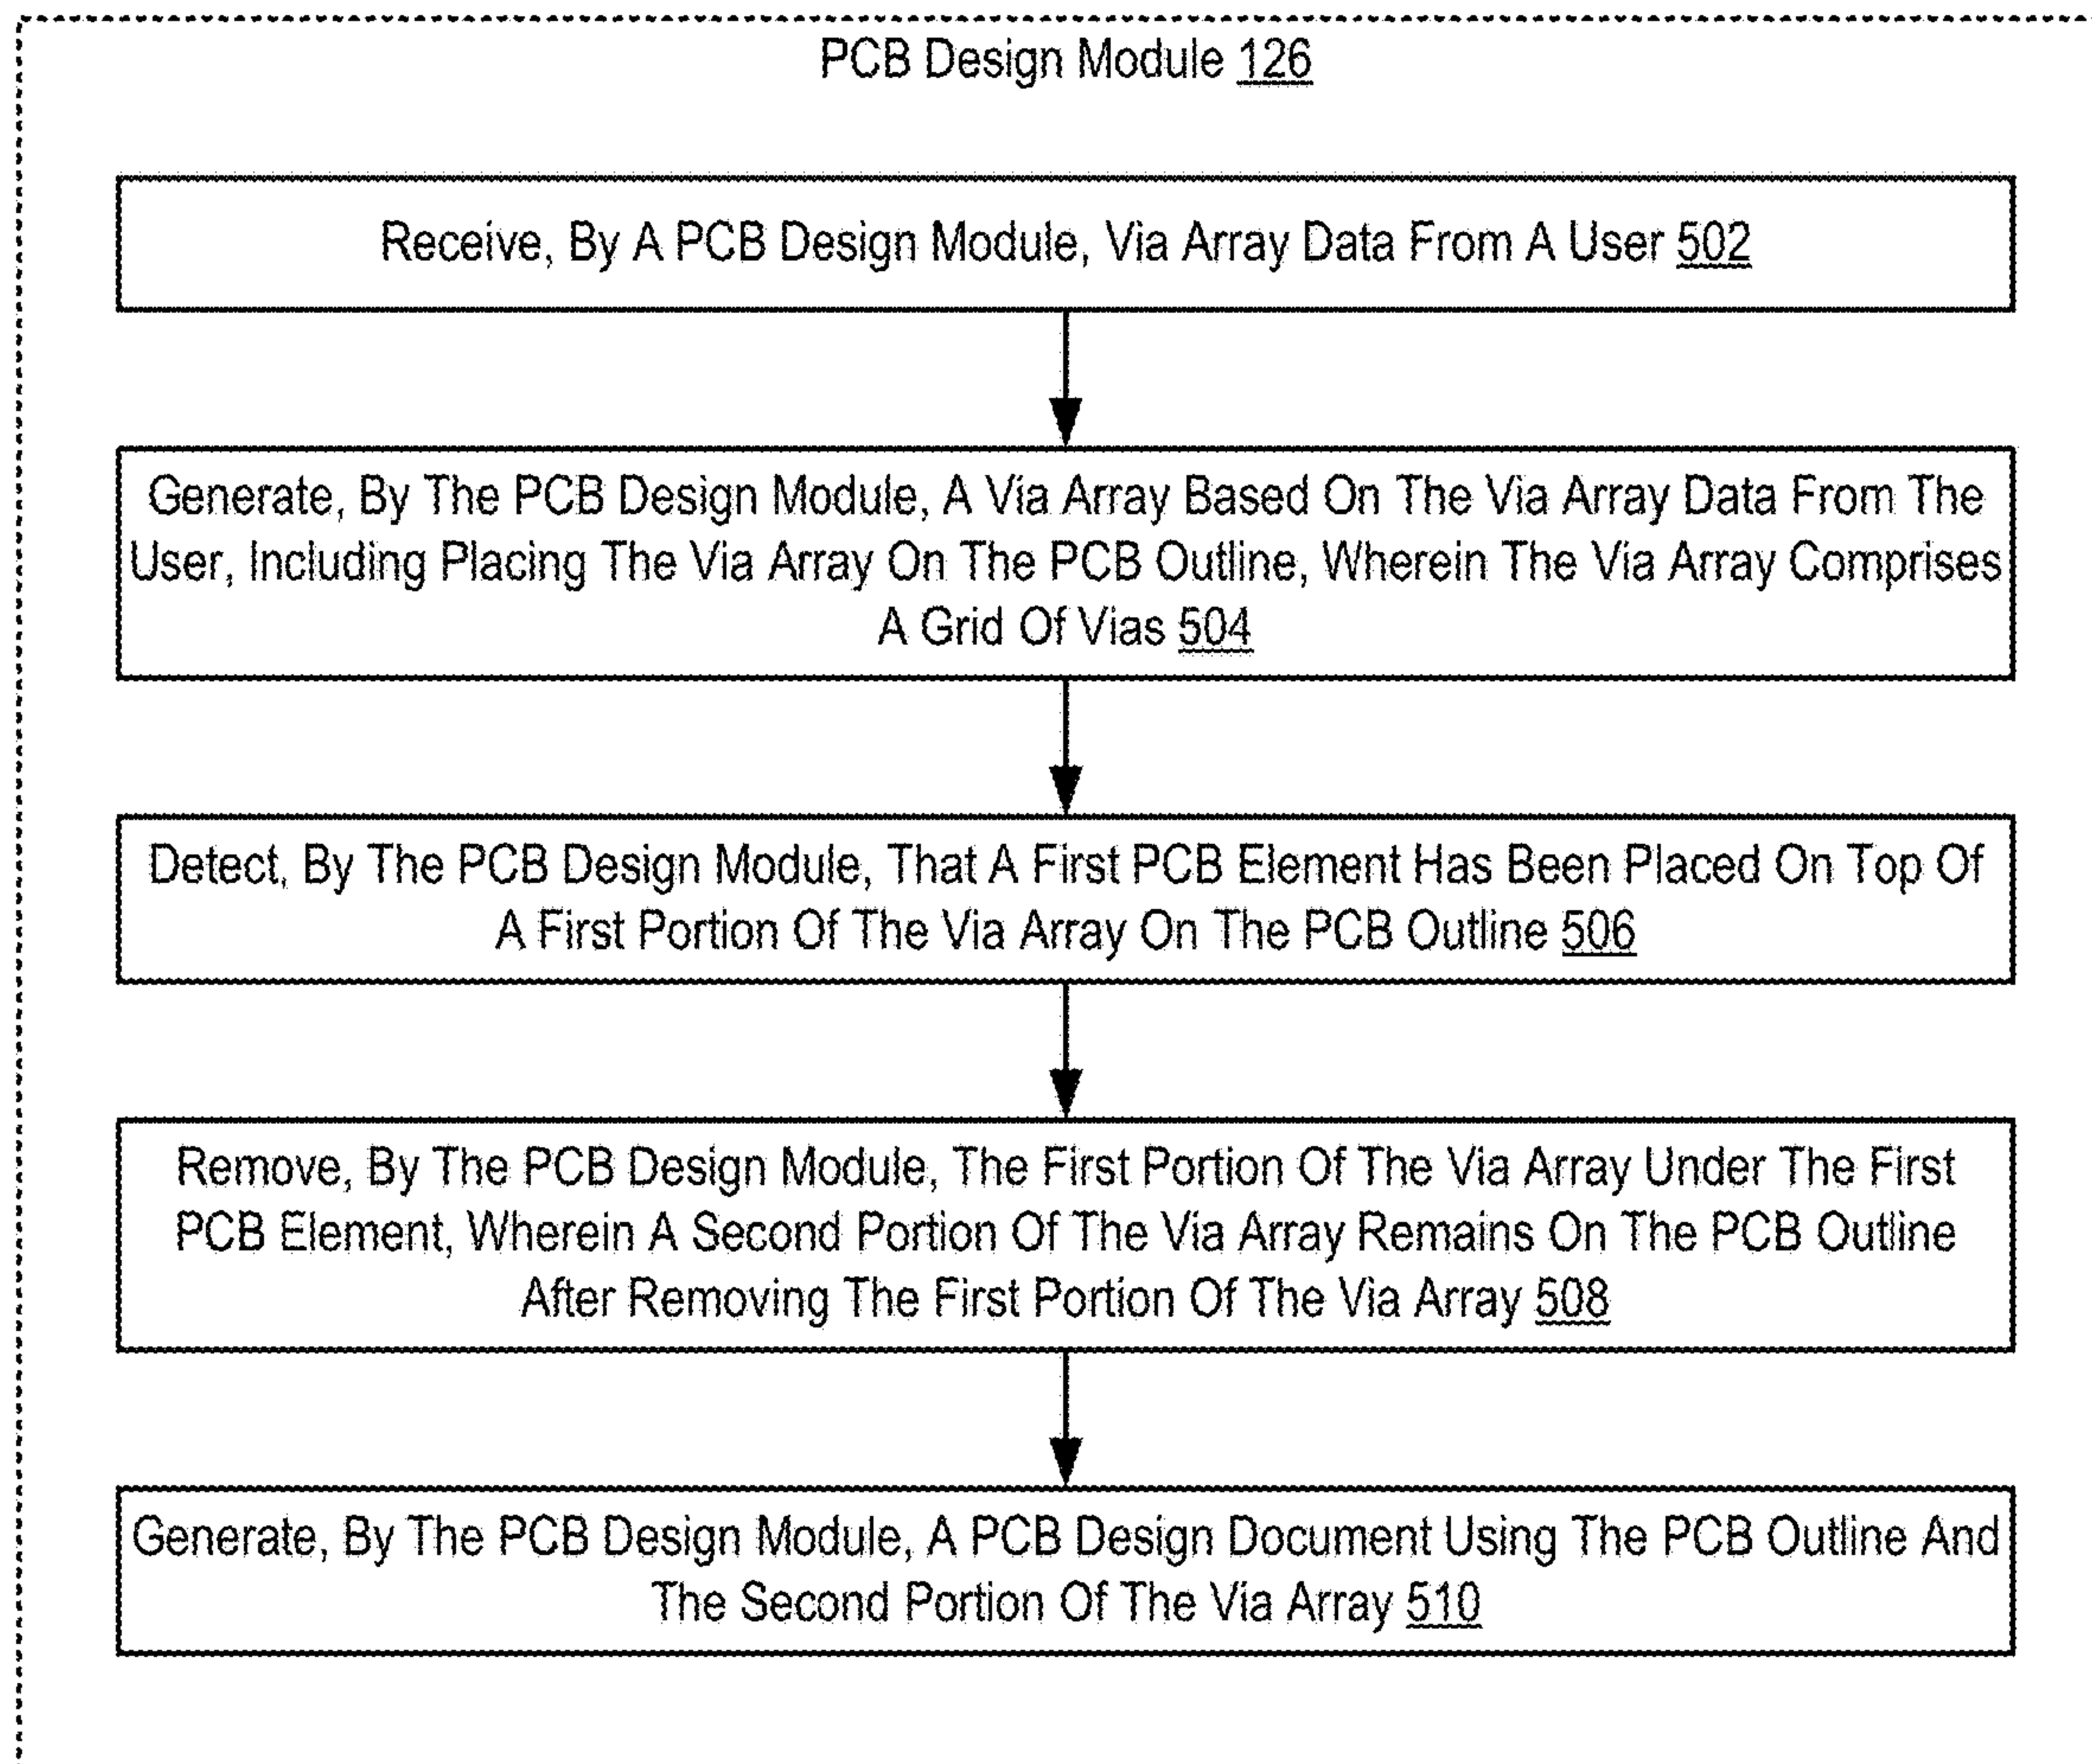 PCB Design Module 126
Receive, By A PCB Design Module, Via Array Data From A User 502
Generate, By The PCB Design Module, A Via Array Based On The Via Array Data From The
User, Including Placing The Via Array On The PCB Outline, Wherein The Via Array Comprises
A Grid Of Vias 504
Detect, By The PCB Design Module, That A First PCB Element Has Been Placed On Top Of
A First Portion Of The Via Array On The PCB Outline 506
Remove, By The PCB Design Module, The First Portion Of The Via Array Under The First
PCB Element, Wherein A Second Portion Of The Via Array Remains On The PCB Outline
After Removing The First Portion Of The Via Array 508
Generate, By The PCB Design Module, A PCB Design Document Using The PCB Outline And
The Second Portion Of The Via Array 510